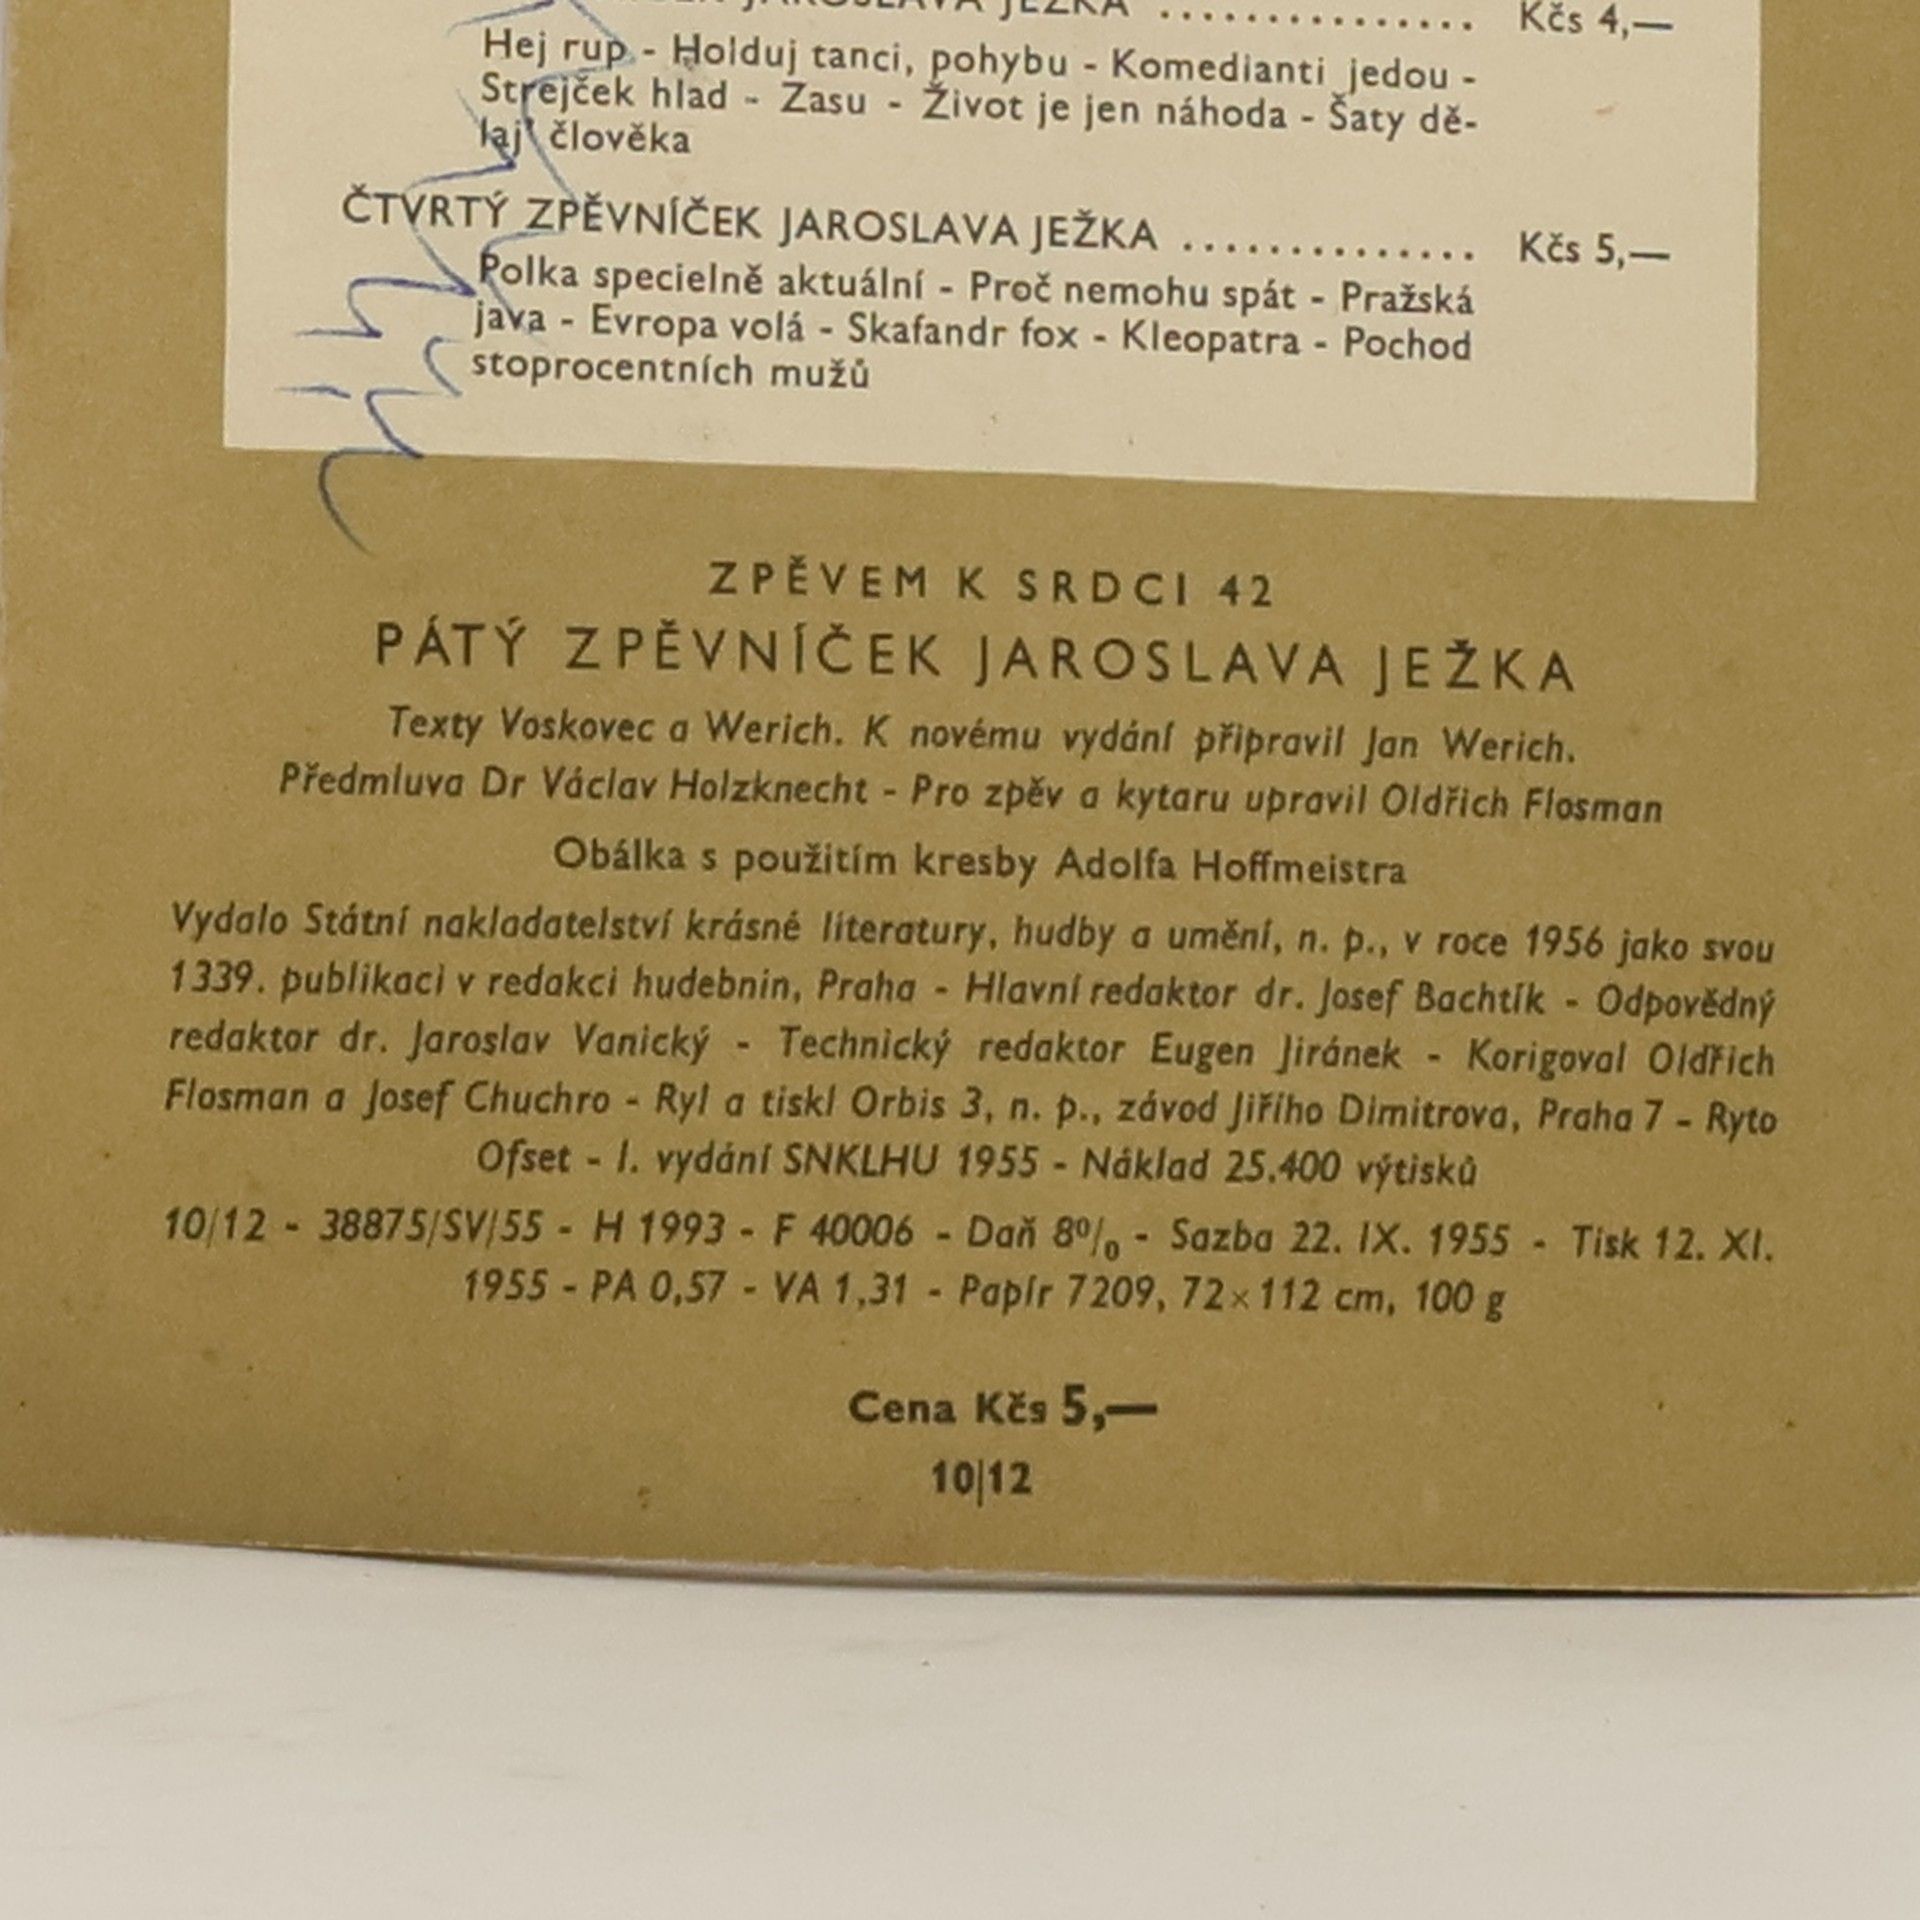 JAROSLAVA JEŽKA ............... Kčs 4,—
Hej rup - Holduj tanci, pohybu - Komedianti jedou -
Strejček hlad - Zasu - Život je jen náhoda - Šaty dě-
laj' člověka
ČTVRTÝ ZPĚVNÍČEK JAROSLAVA JEŽKA .............. Kčs 5,—
Polka specielně aktuální - Proč nemohu spát - Pražská
java - Evropa volá - Skafandr fox - Kleopatra - Pochod
stoprocentních mužů
ZPĚVEM K SRDCI 42
PÁTÝ ZPĚVNÍČEK JAROSLAVA JEŽKA
Texty Voskovec a Werich. K novému vydání připravil Jan Werich.
Předmluva Dr Václav Holzknecht - Pro zpěv a kytaru upravil Oldřich Flosman
Obálka s použitím kresby Adolfa Hoffmeistra
Vydalo Státní nakladatelství krásné literatury, hudby a umění, n. p., v roce 1956 jako svou
1339. publikaci v redakci hudebnin, Praha - Hlavní redaktor dr. Josef Bachtík - Odpovědný
redaktor dr. Jaroslav Vanický - Technický redaktor Eugen Jiránek - Korigoval Oldřich
Flosman a Josef Chuchro - Ryl a tiskl Orbis 3, n. p., závod Jiřího Dimitrova, Praha 7 - Ryto
Ofset - I. vydání SNKLHU 1955 - Náklad 25.400 výtisků
10/12 - 38875/SV/55 - H 1993 - F 40006 - Daň 8% - Sazba 22. IX. 1955 - Tisk 12. XI.
1955 - PA 0,57 - VA 1,31 - Papír 7209, 72×112 cm, 100 g
Cena Kčs 5,—
10|12